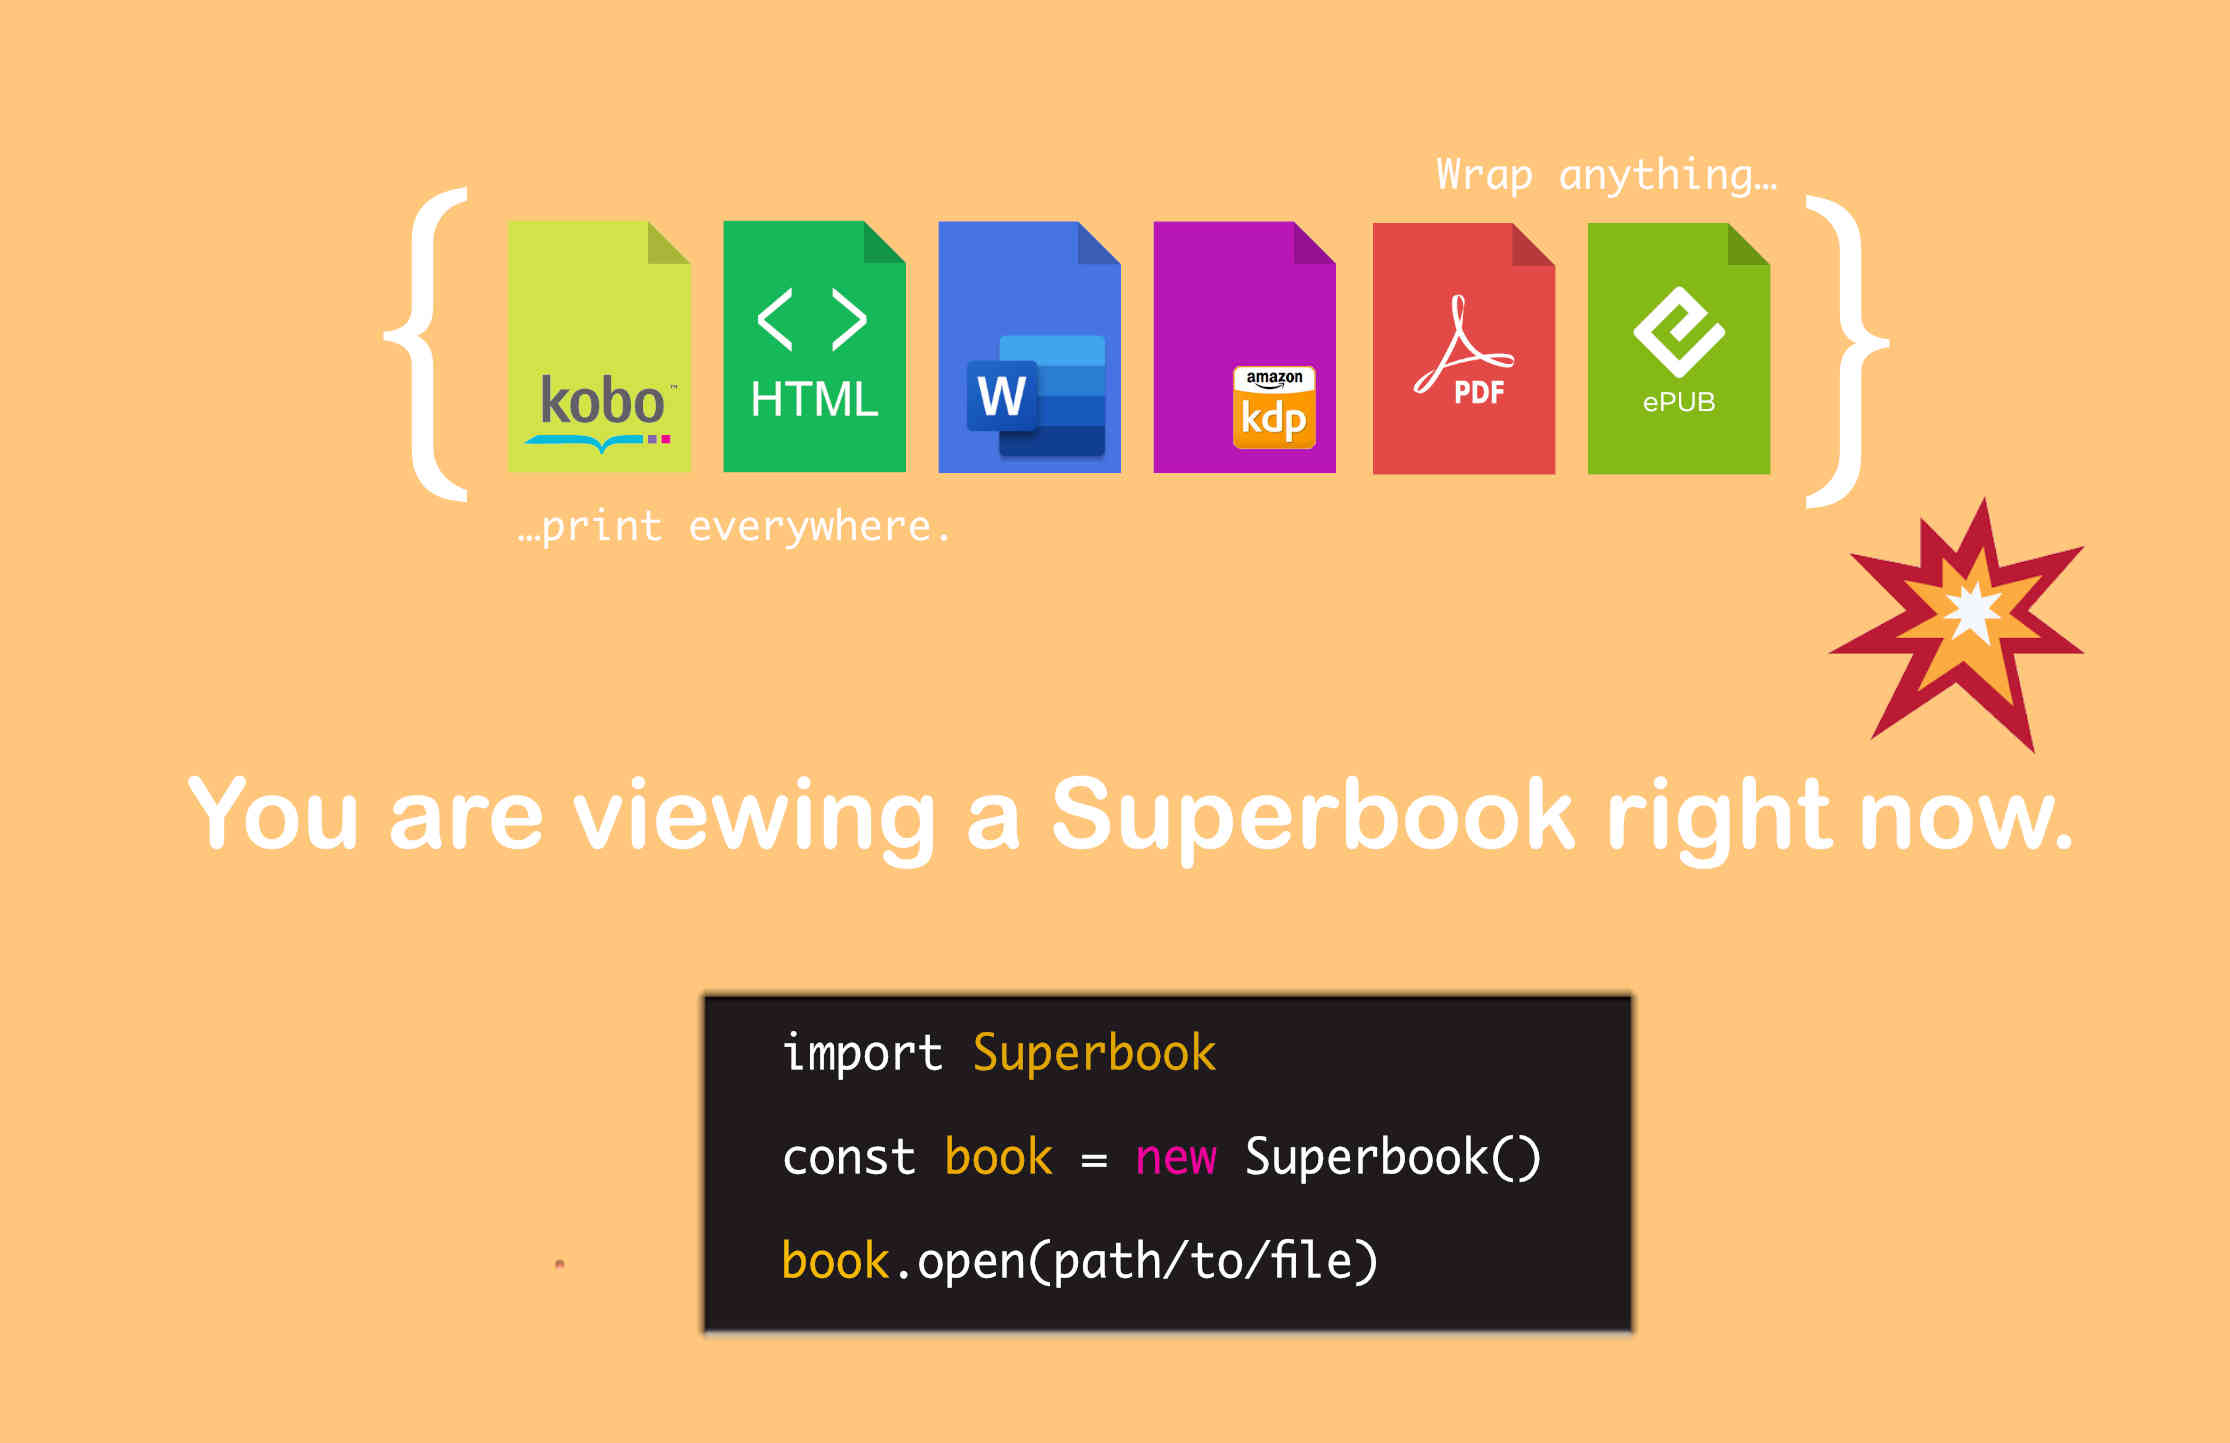 Wrap anything…
{ }
kobo™
< >
HTML
W
amazon
kdp
PDF
ePUB
…print everywhere.
You are viewing a Superbook right now.
import Superbook
const book = new Superbook()
book.open(path/to/file)